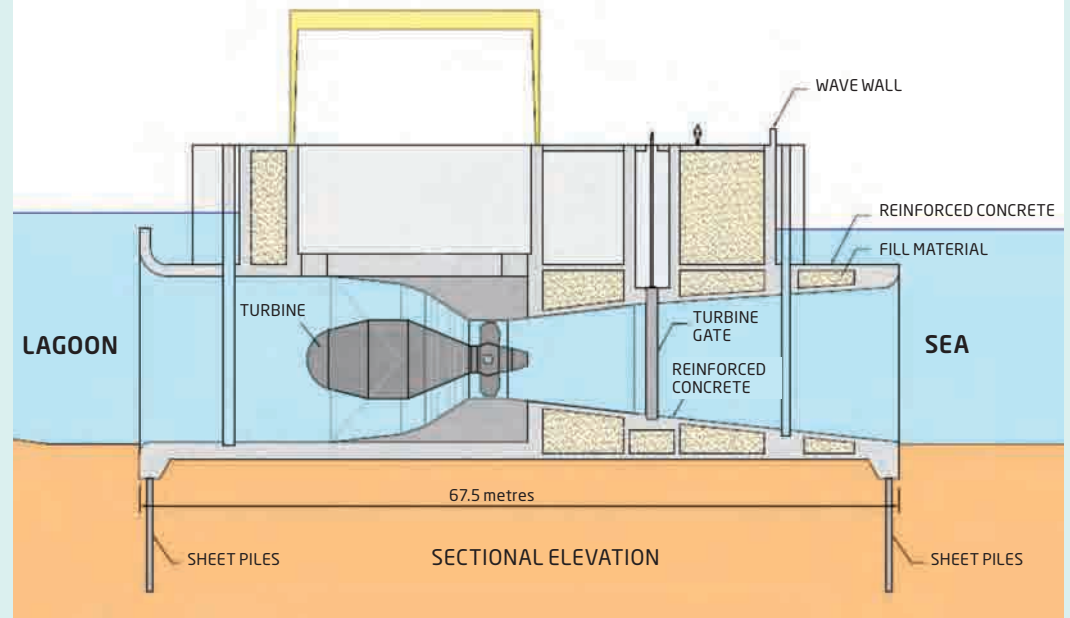 WAVE WALL
REINFORCED CONCRETE
FILL MATERIAL
TURBINE
TURBINE
GATE
LAGOON
SEA
REINFORCED
CONCRETE
67.5 metres
SHEET PILES
SECTIONAL ELEVATION
SHEET PILES